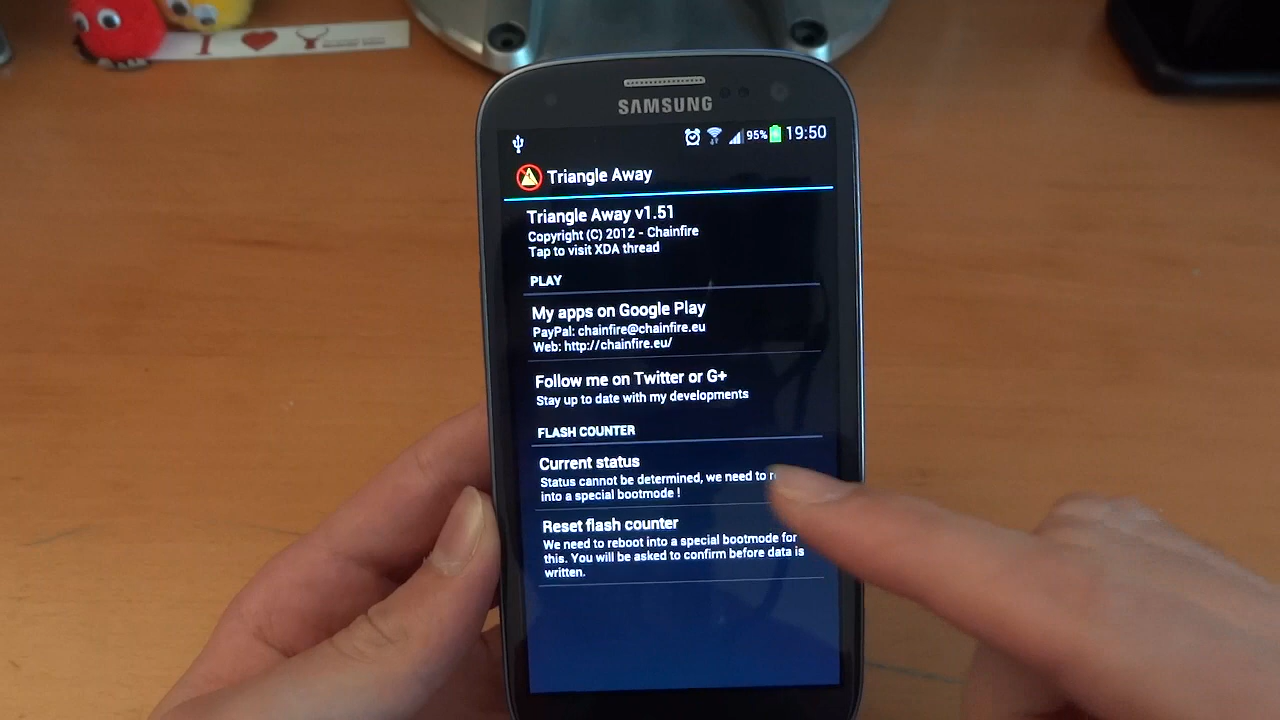 I
SAMSUNG
95% 19:50
Triangle Away
Triangle Away v1.51
Copyright (C) 2012 - Chainfire
Tap to visit XDA thread
PLAY
My apps on Google Play
PayPal: chainfire@chainfire.eu
Web: http://chainfire.eu/
Follow me on Twitter or G+
Stay up to date with my developments
FLASH COUNTER
Current status
Status cannot be determined, we need to
into a special bootmode !
Reset flash counter
We need to reboot into a special bootmode for
this. You will be asked to confirm before data is
written.